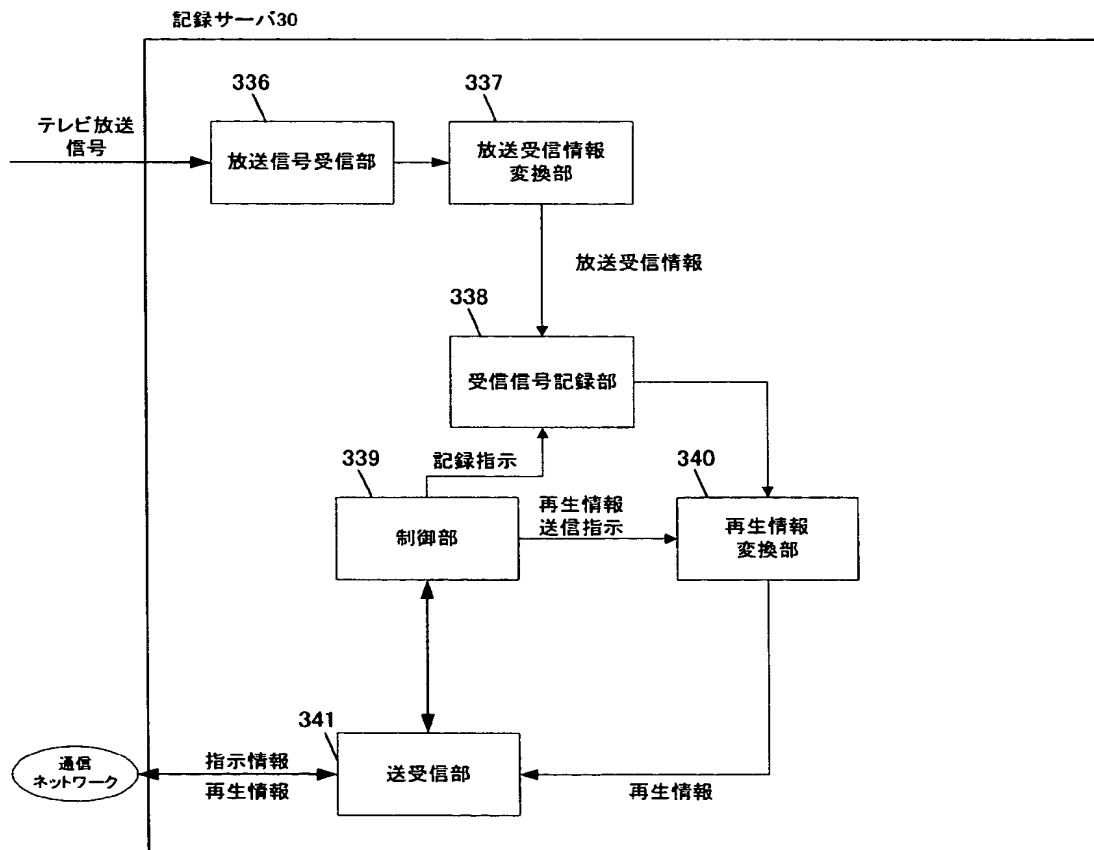 記録サーバ30
336
337
テレビ放送
信号
放送信号受信部
放送受信情報
変換部
放送受信情報
338
受信信号記録部
339
記録指示
340
制御部
再生情報
送信指示
再生情報
変換部
341
通信
ネットワーク
指示情報
再生情報
送受信部
再生情報